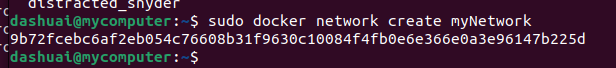 distracted_snyder
dashuai@mycomputer:~$ sudo docker network create myNetwork
9b72fcebc6af2eb054c76608b31f9630c10084f4fb0e6e366e0a3e96147b225d
dashuai@mycomputer:~$